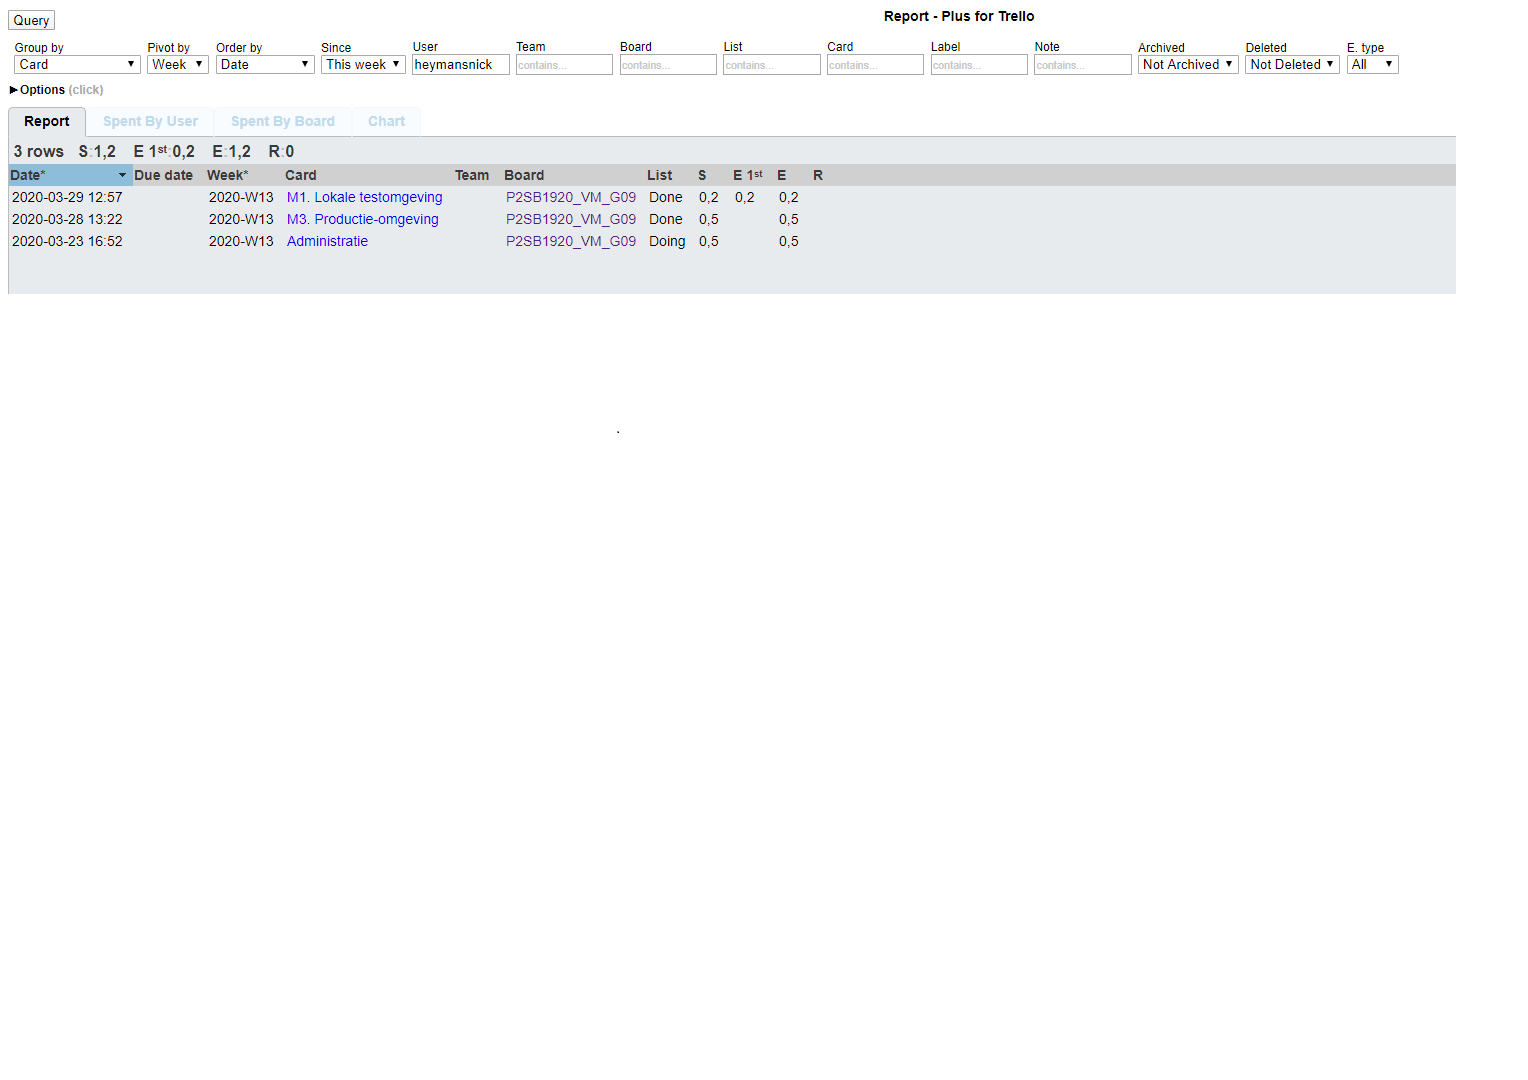 Query
Report - Plus for Trello
Group by Pivot by Order by Since User Team Board List Card Label Note Archived Deleted E. type
Card Week Date This week heymansnick contains... contains... contains... contains... contains... contains... Not Archived Not Deleted All
Options (click)
Report Spent By User Spent By Board Chart
3 rows S:1,2 E 1st:0,2 E:1,2 R:0
Date* Due date Week* Card Team Board List S E 1st E R
2020-03-29 12:57 2020-W13 M1. Lokale testomgeving P2SB1920_VM_G09 Done 0,2 0,2 0,2
2020-03-28 13:22 2020-W13 M3. Productie-omgeving P2SB1920_VM_G09 Done 0,5 0,5
2020-03-23 16:52 2020-W13 Administratie P2SB1920_VM_G09 Doing 0,5 0,5
.